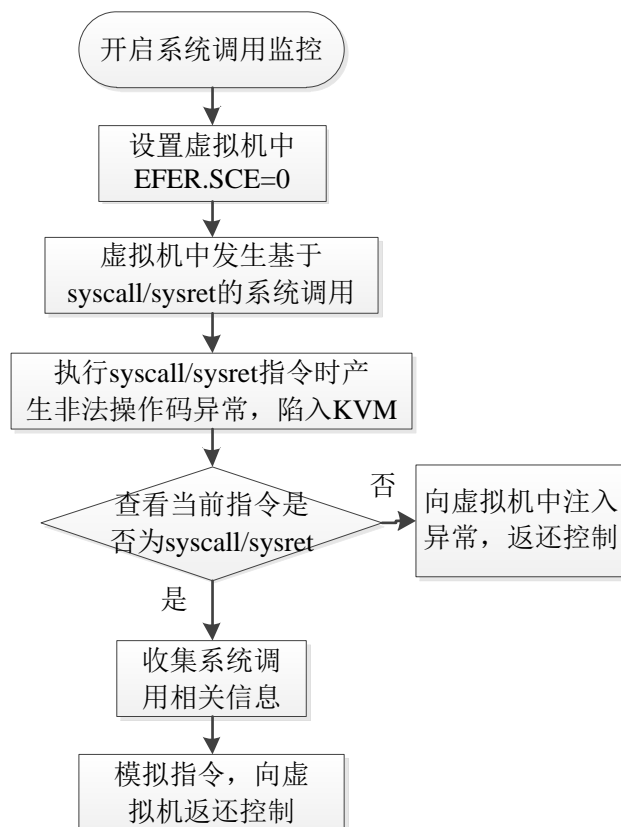 开启系统调用监控
设置虚拟机中
EFER.SCE=0
虚拟机中发生基于
syscall/sysret的系统调用
执行syscall/sysret指令时产
生非法操作码异常，陷入KVM
查看当前指令是
否为syscall/sysret
否
向虚拟机中注入
异常，返还控制
是
收集系统调
用相关信息
模拟指令，向虚
拟机返还控制